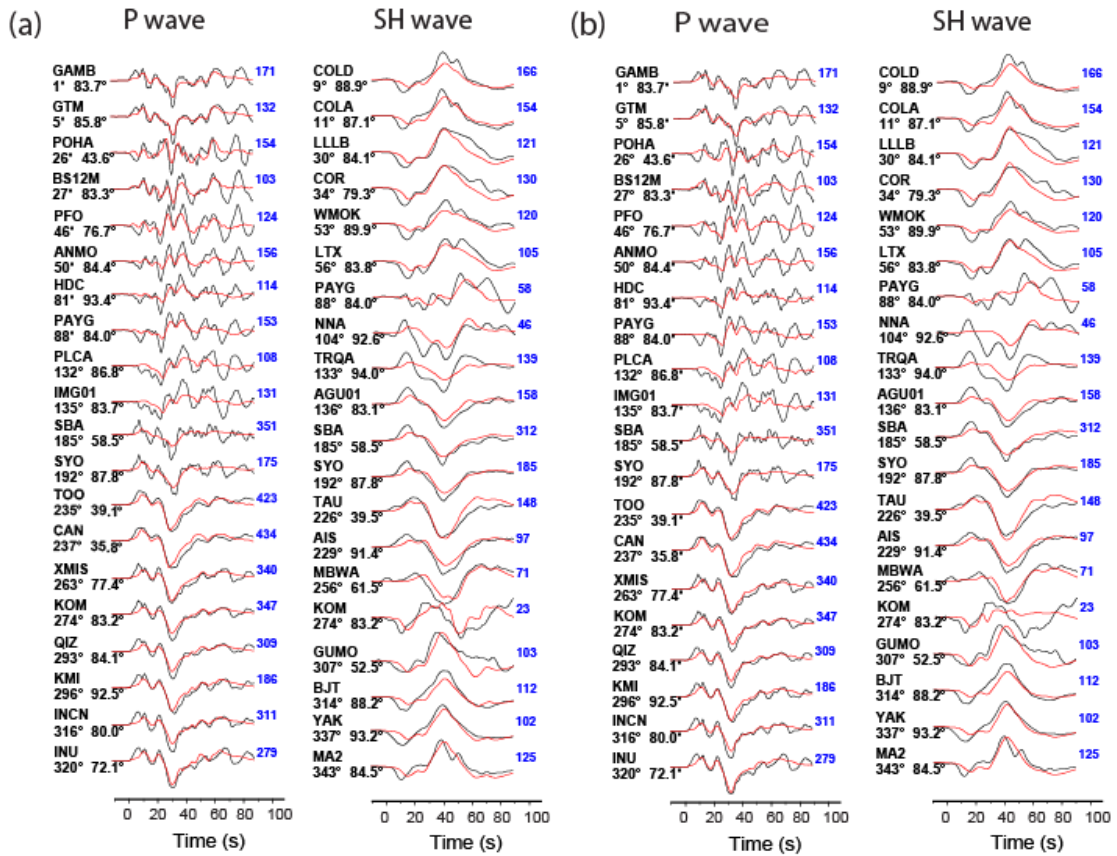 (a) P wave SH wave (b) P wave SH wave
GAMB 171
1° 83.7°
GTM 132
5° 85.8°
POHA 154
26° 43.6°
BS12M 103
27° 83.3°
PFO 124
46° 76.7°
ANMO 156
50° 84.4°
HDC 114
81° 93.4°
PAYG 153
88° 84.0°
PLCA 108
132° 86.8°
IMG01 131
135° 83.7°
SBA 351
185° 58.5°
SYO 175
192° 87.8°
TOO 423
235° 39.1°
CAN 434
237° 35.8°
XMIS 340
263° 77.4°
KOM 347
274° 83.2°
QIZ 309
293° 84.1°
KMI 186
296° 92.5°
INCN 311
316° 80.0°
INU 279
320° 72.1°
0 20 40 60 80 100
Time (s)
COLD 166
9° 88.9°
COLA 154
11° 87.1°
LLLB 121
30° 84.1°
COR 130
34° 79.3°
WMOK 120
53° 89.9°
LTX 105
56° 83.8°
PAYG 58
88° 84.0°
NNA 46
104° 92.6°
TRQA 139
133° 94.0°
AGU01 158
136° 83.1°
SBA 312
185° 58.5°
SYO 185
192° 87.8°
TAU 148
226° 39.5°
AIS 97
229° 91.4°
MBWA 71
256° 61.5°
KOM 23
274° 83.2°
GUMO 103
307° 52.5°
BJT 112
314° 88.2°
YAK 102
337° 93.2°
MA2 125
343° 84.5°
0 20 40 60 80 100
Time (s)
GAMB 171
1° 83.7°
GTM 132
5° 85.8°
POHA 154
26° 43.6°
BS12M 103
27° 83.3°
PFO 124
46° 76.7°
ANMO 156
50° 84.4°
HDC 114
81° 93.4°
PAYG 153
88° 84.0°
PLCA 108
132° 86.8°
IMG01 131
135° 83.7°
SBA 351
185° 58.5°
SYO 175
192° 87.8°
TOO 423
235° 39.1°
CAN 434
237° 35.8°
XMIS 340
263° 77.4°
KOM 347
274° 83.2°
QIZ 309
293° 84.1°
KMI 186
296° 92.5°
INCN 311
316° 80.0°
INU 279
320° 72.1°
0 20 40 60 80 100
Time (s)
COLD 166
9° 88.9°
COLA 154
11° 87.1°
LLLB 121
30° 84.1°
COR 130
34° 79.3°
WMOK 120
53° 89.9°
LTX 105
56° 83.8°
PAYG 58
88° 84.0°
NNA 46
104° 92.6°
TRQA 139
133° 94.0°
AGU01 158
136° 83.1°
SBA 312
185° 58.5°
SYO 185
192° 87.8°
TAU 148
226° 39.5°
AIS 97
229° 91.4°
MBWA 71
256° 61.5°
KOM 23
274° 83.2°
GUMO 103
307° 52.5°
BJT 112
314° 88.2°
YAK 102
337° 93.2°
MA2 125
343° 84.5°
0 20 40 60 80 100
Time (s)